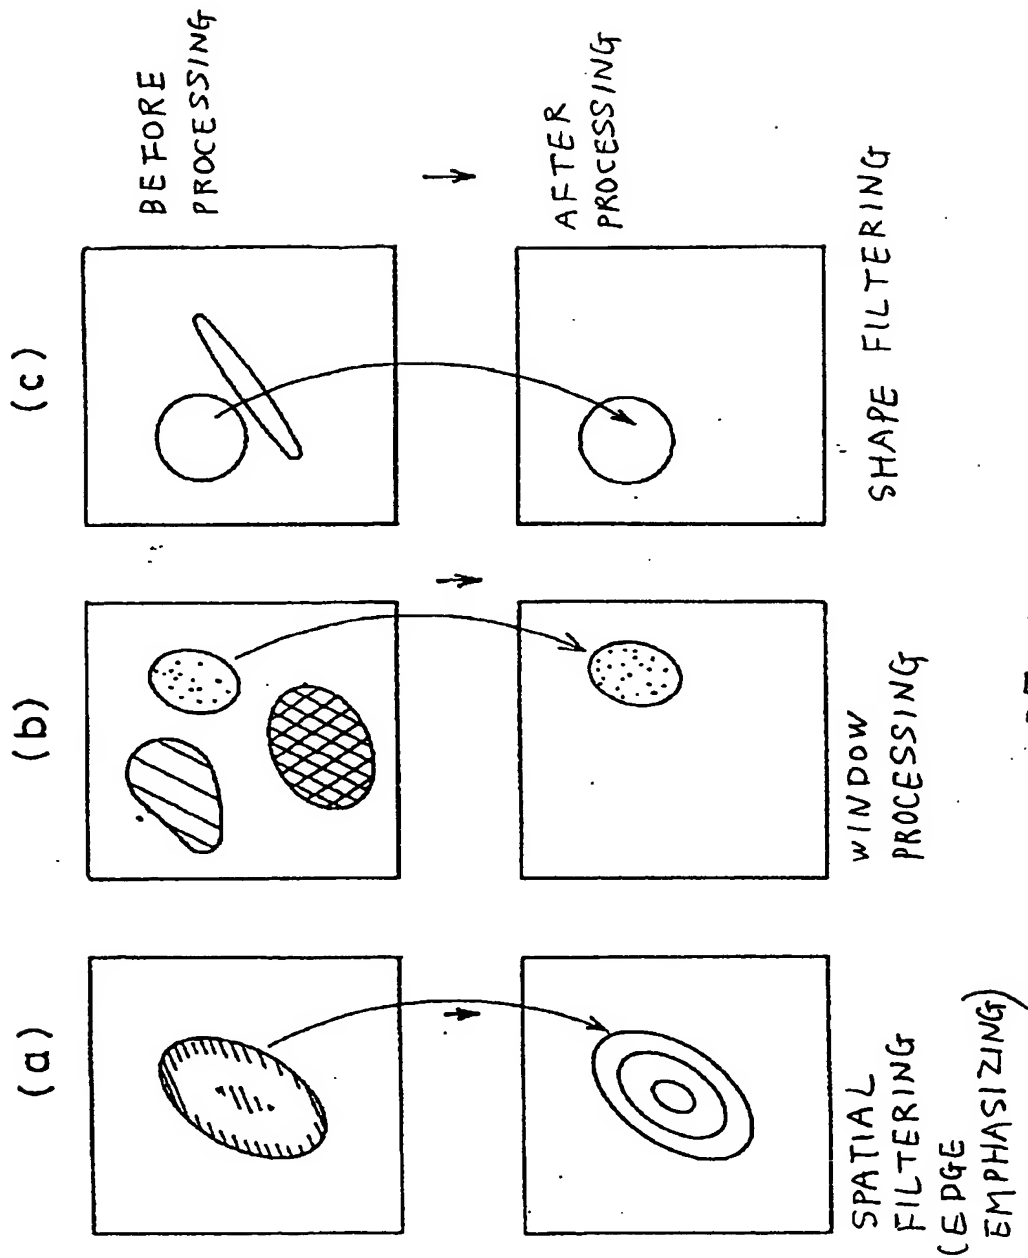 (a)
(b)
(c)
BEFORE
PROCESSING
AFTER
PROCESSING
SPATIAL
FILTERING
(EDGE
EMPHASIZING)
WINDOW
PROCESSING
SHAPE FILTERING